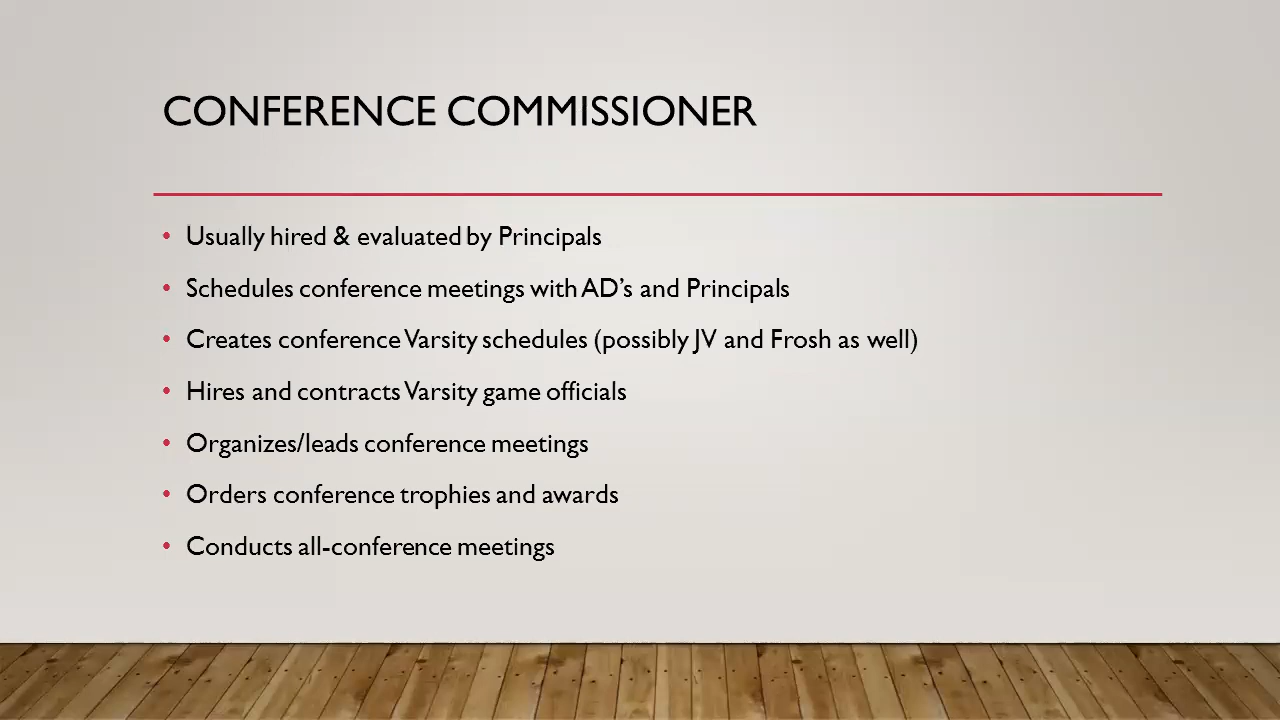 CONFERENCE COMMISSIONER
• Usually hired & evaluated by Principals
• Schedules conference meetings with AD’s and Principals
• Creates conference Varsity schedules (possibly JV and Frosh as well)
• Hires and contracts Varsity game officials
• Organizes/leads conference meetings
• Orders conference trophies and awards
• Conducts all-conference meetings